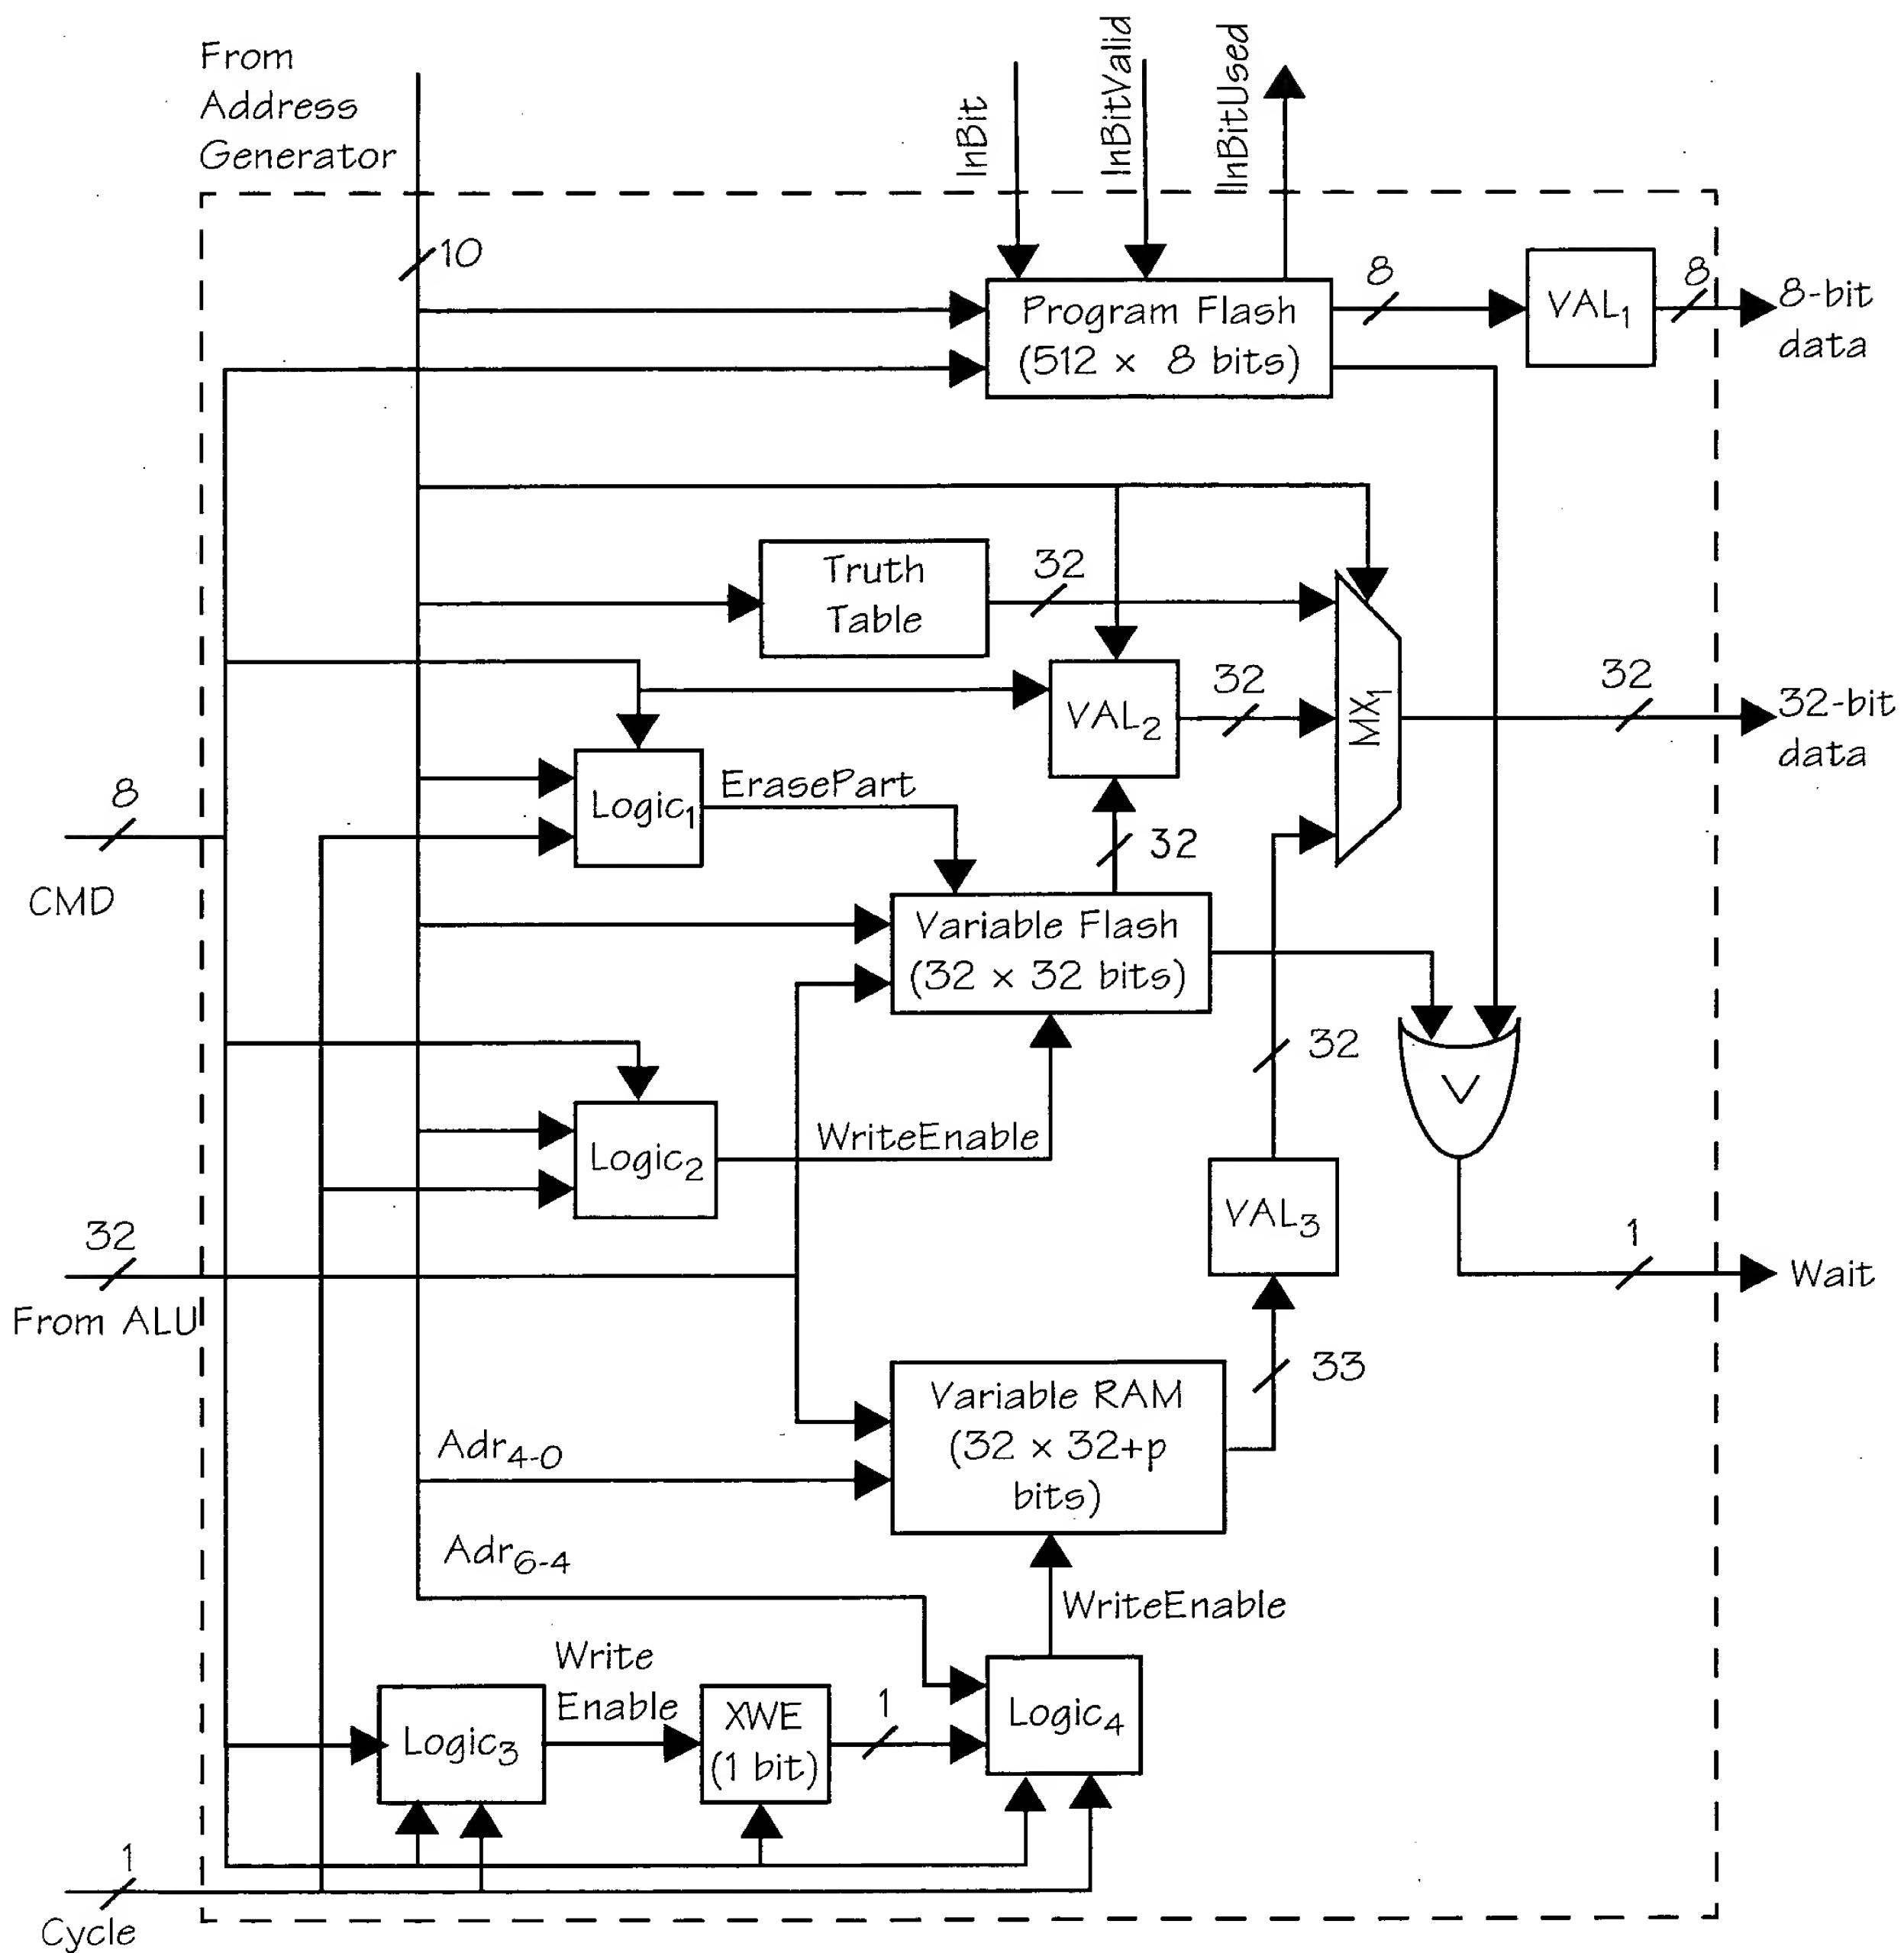 From
Address
Generator
InBit
InBitValid
InBitUsed
10
Program Flash
(512 x 8 bits)
8
VAL1
8
8-bit
data
Truth
Table
32
VAL2
32
MX1
32
32-bit
data
8
CMD
Logic1
ErasePart
32
Variable Flash
(32 x 32 bits)
Logic2
WriteEnable
32
V
VAL3
32
From ALU
1
Wait
33
Variable RAM
(32 x 32+p
bits)
Adr4-0
Adr6-4
WriteEnable
Write
Enable
Logic3
XWE
(1 bit)
1
Logic4
1
Cycle